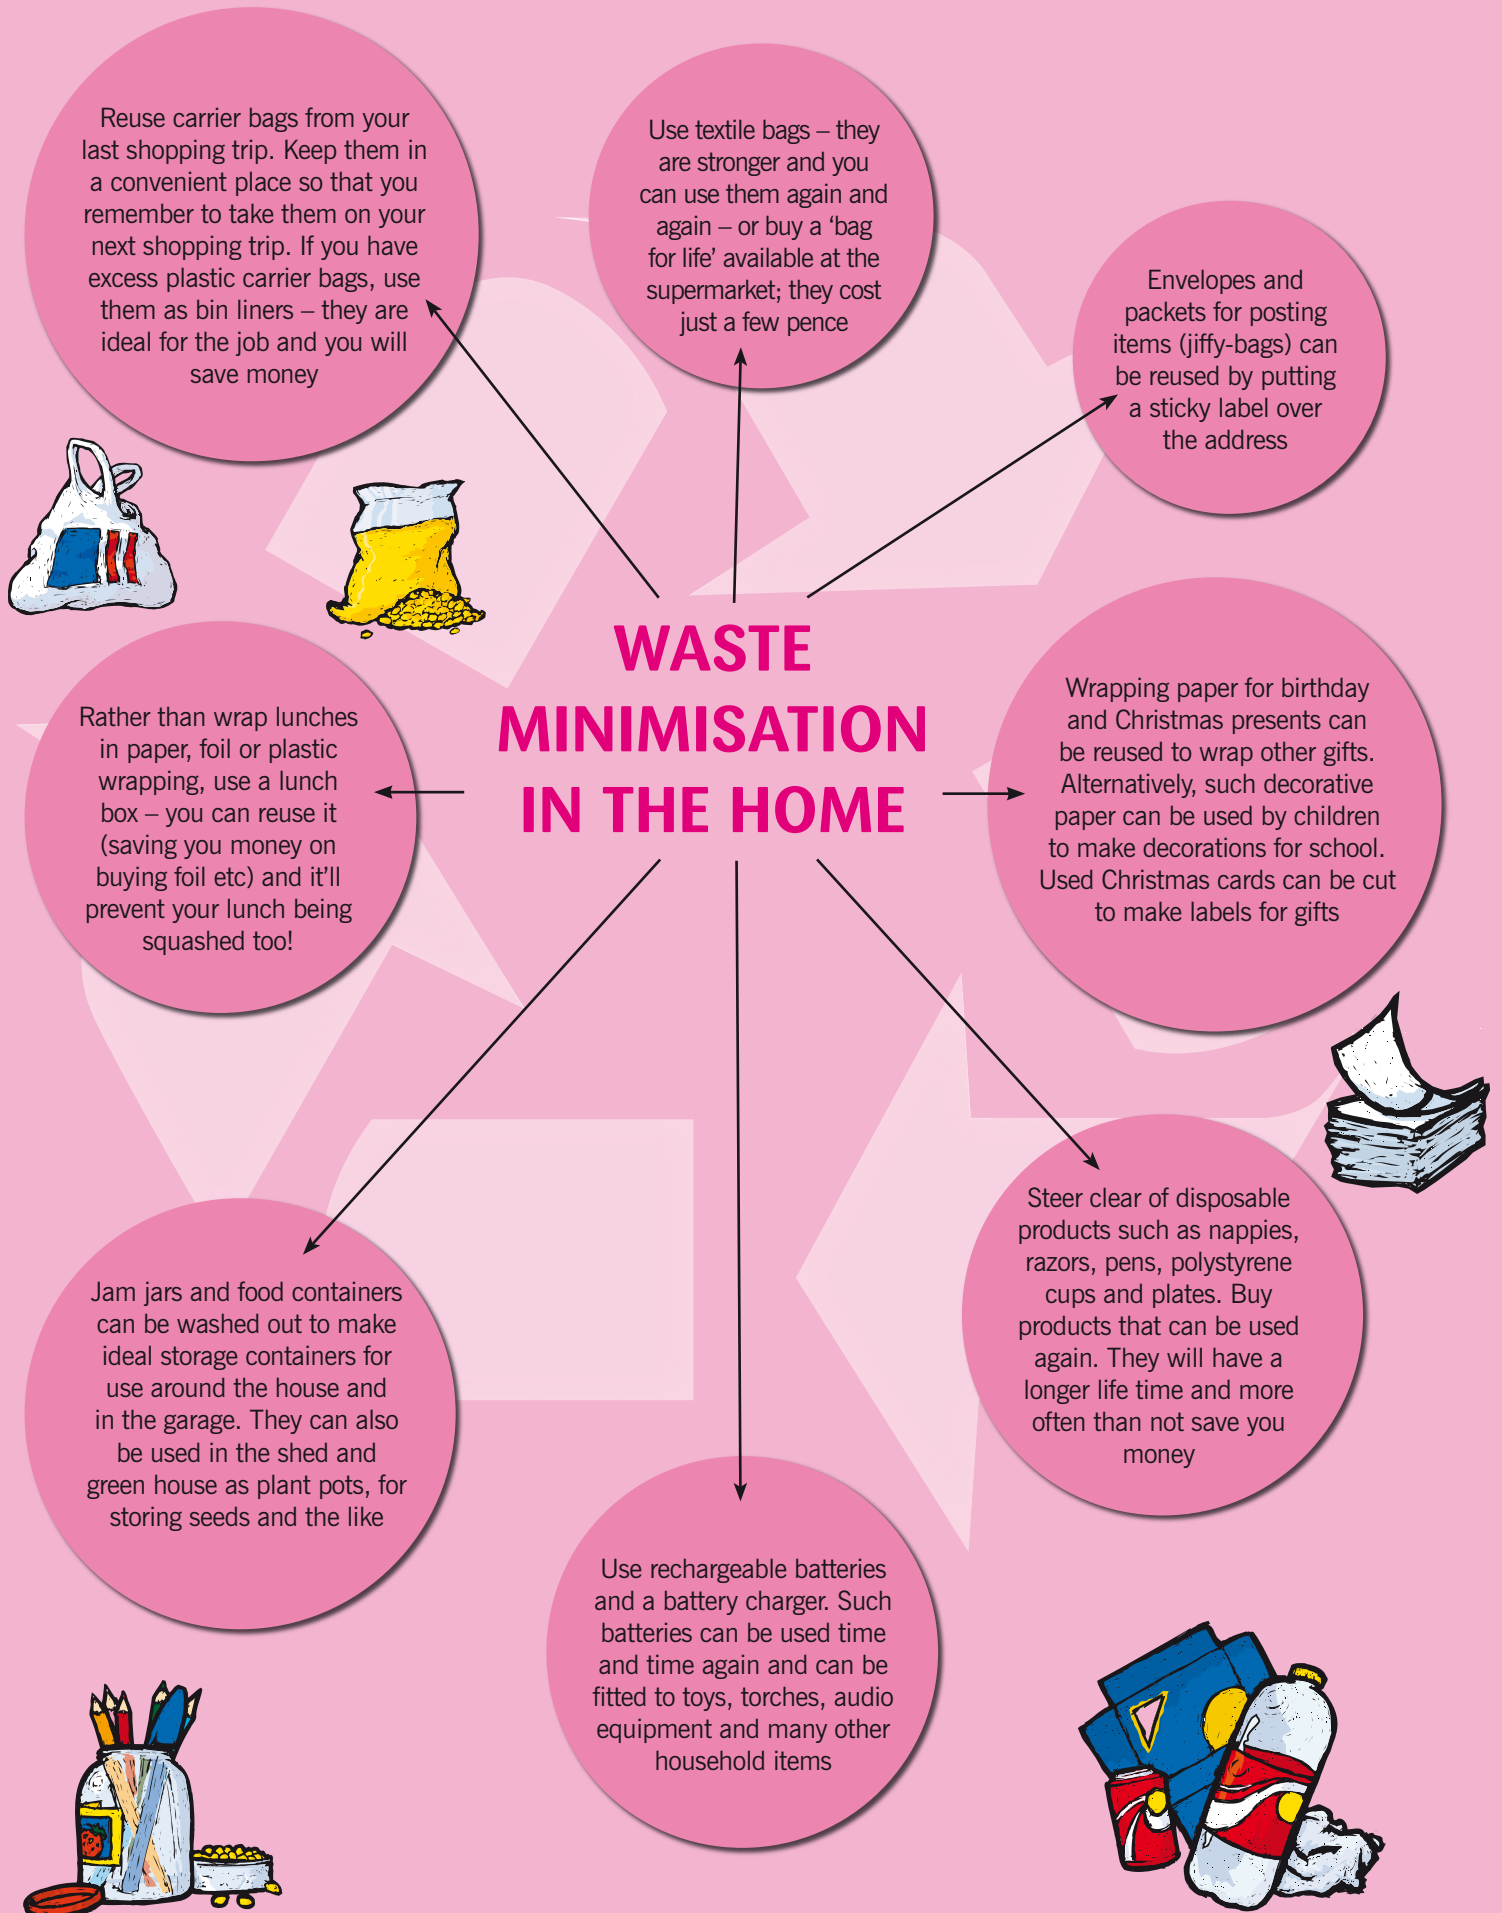 Reuse carrier bags from your
last shopping trip. Keep them in
a convenient place so that you
remember to take them on your
next shopping trip. If you have
excess plastic carrier bags, use
them as bin liners – they are
ideal for the job and you will
save money
Use textile bags – they
are stronger and you
can use them again and
again – or buy a ‘bag
for life’ available at the
supermarket; they cost
just a few pence
Envelopes and
packets for posting
items (jiffy-bags) can
be reused by putting
a sticky label over
the address
WASTE
MINIMISATION
IN THE HOME
Rather than wrap lunches
in paper, foil or plastic
wrapping, use a lunch
box – you can reuse it
(saving you money on
buying foil etc) and it’ll
prevent your lunch being
squashed too!
Wrapping paper for birthday
and Christmas presents can
be reused to wrap other gifts.
Alternatively, such decorative
paper can be used by children
to make decorations for school.
Used Christmas cards can be cut
to make labels for gifts
Jam jars and food containers
can be washed out to make
ideal storage containers for
use around the house and
in the garage. They can also
be used in the shed and
green house as plant pots, for
storing seeds and the like
Steer clear of disposable
products such as nappies,
razors, pens, polystyrene
cups and plates. Buy
products that can be used
again. They will have a
longer life time and more
often than not save you
money
Use rechargeable batteries
and a battery charger. Such
batteries can be used time
and time again and can be
fitted to toys, torches, audio
equipment and many other
household items